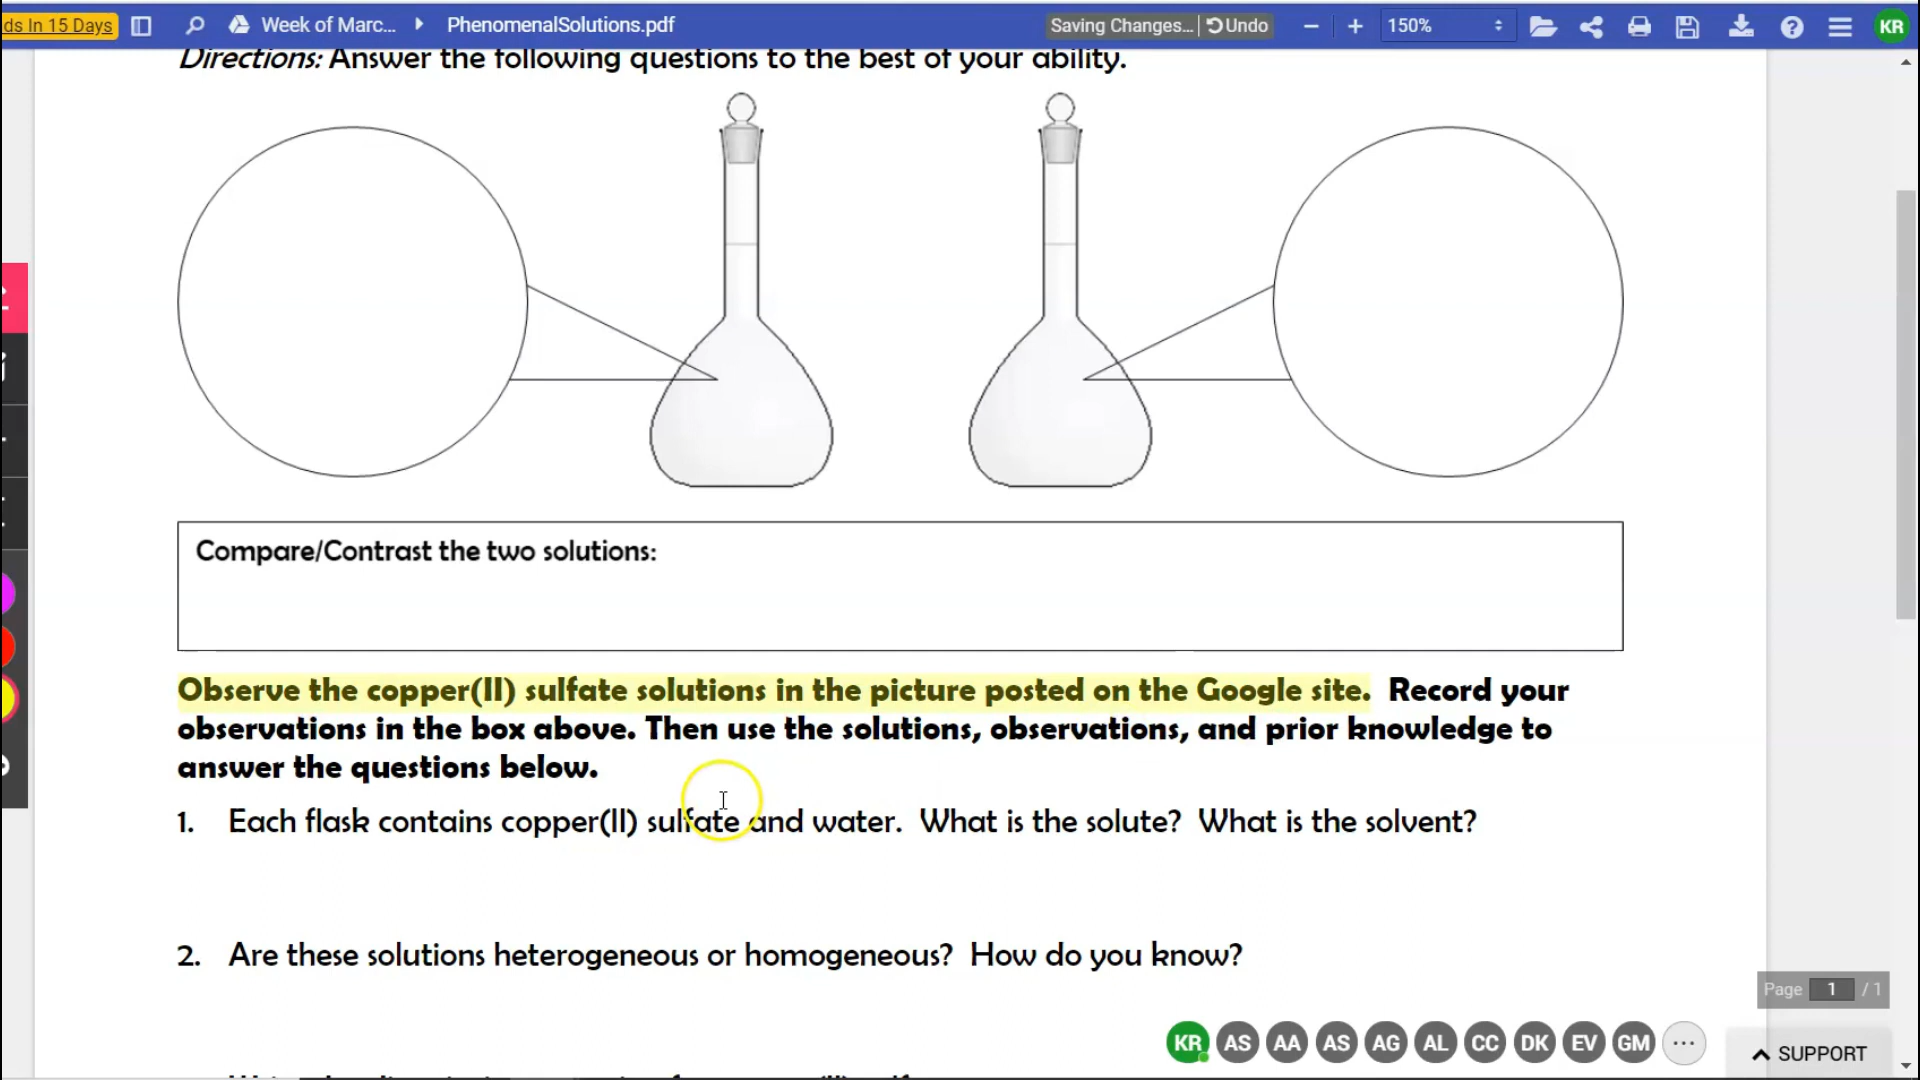 ds In 15 Days
Week of Marc...
PhenomenalSolutions.pdf
Saving Changes... | Undo
150%
KR
Directions: Answer the following questions to the best of your ability.
Compare/Contrast the two solutions:
Observe the copper(II) sulfate solutions in the picture posted on the Google site. Record your
observations in the box above. Then use the solutions, observations, and prior knowledge to
answer the questions below.
1. Each flask contains copper(II) sulfate and water. What is the solute? What is the solvent?
2. Are these solutions heterogeneous or homogeneous? How do you know?
Page 1 / 1
KR AS AA AS AG AL CC DK EV GM ...
SUPPORT